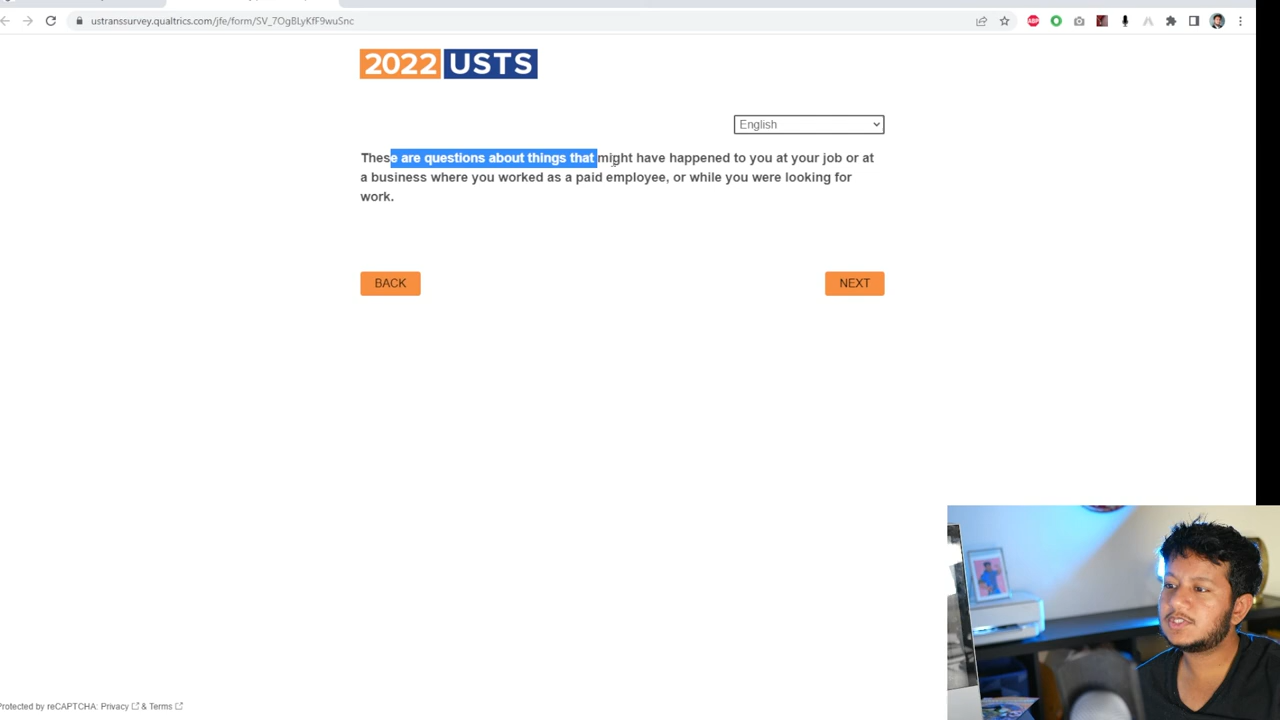 ustranssurvey.qualtrics.com/jfe/form/SV_7OgBLyKfF9wuSnc
ABP
2022 USTS
English
These are questions about things that might have happened to you at your job or at
a business where you worked as a paid employee, or while you were looking for
work.
BACK
NEXT
Protected by reCAPTCHA: Privacy & Terms